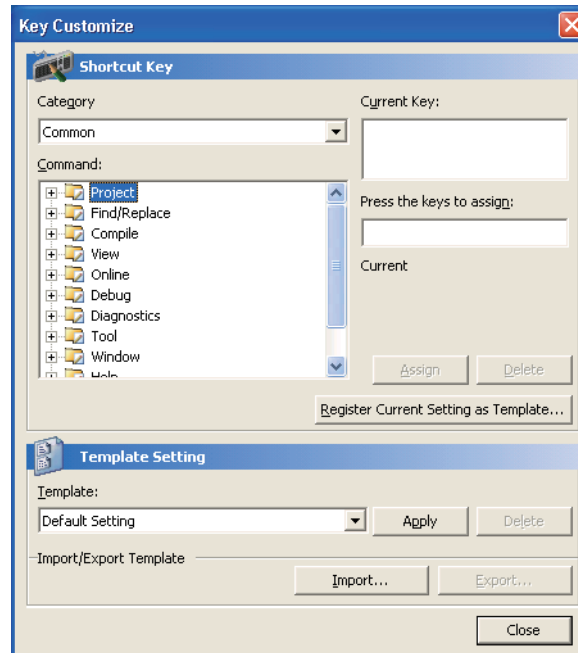 Key Customize
Shortcut Key
Category
Common
Command:
Project
Find/Replace
Compile
View
Online
Debug
Diagnostics
Tool
Window
Help
Current Key:
Press the keys to assign:
Current
Assign
Delete
Register Current Setting as Template...
Template Setting
Template:
Default Setting
Apply
Delete
Import/Export Template
Import...
Export...
Close